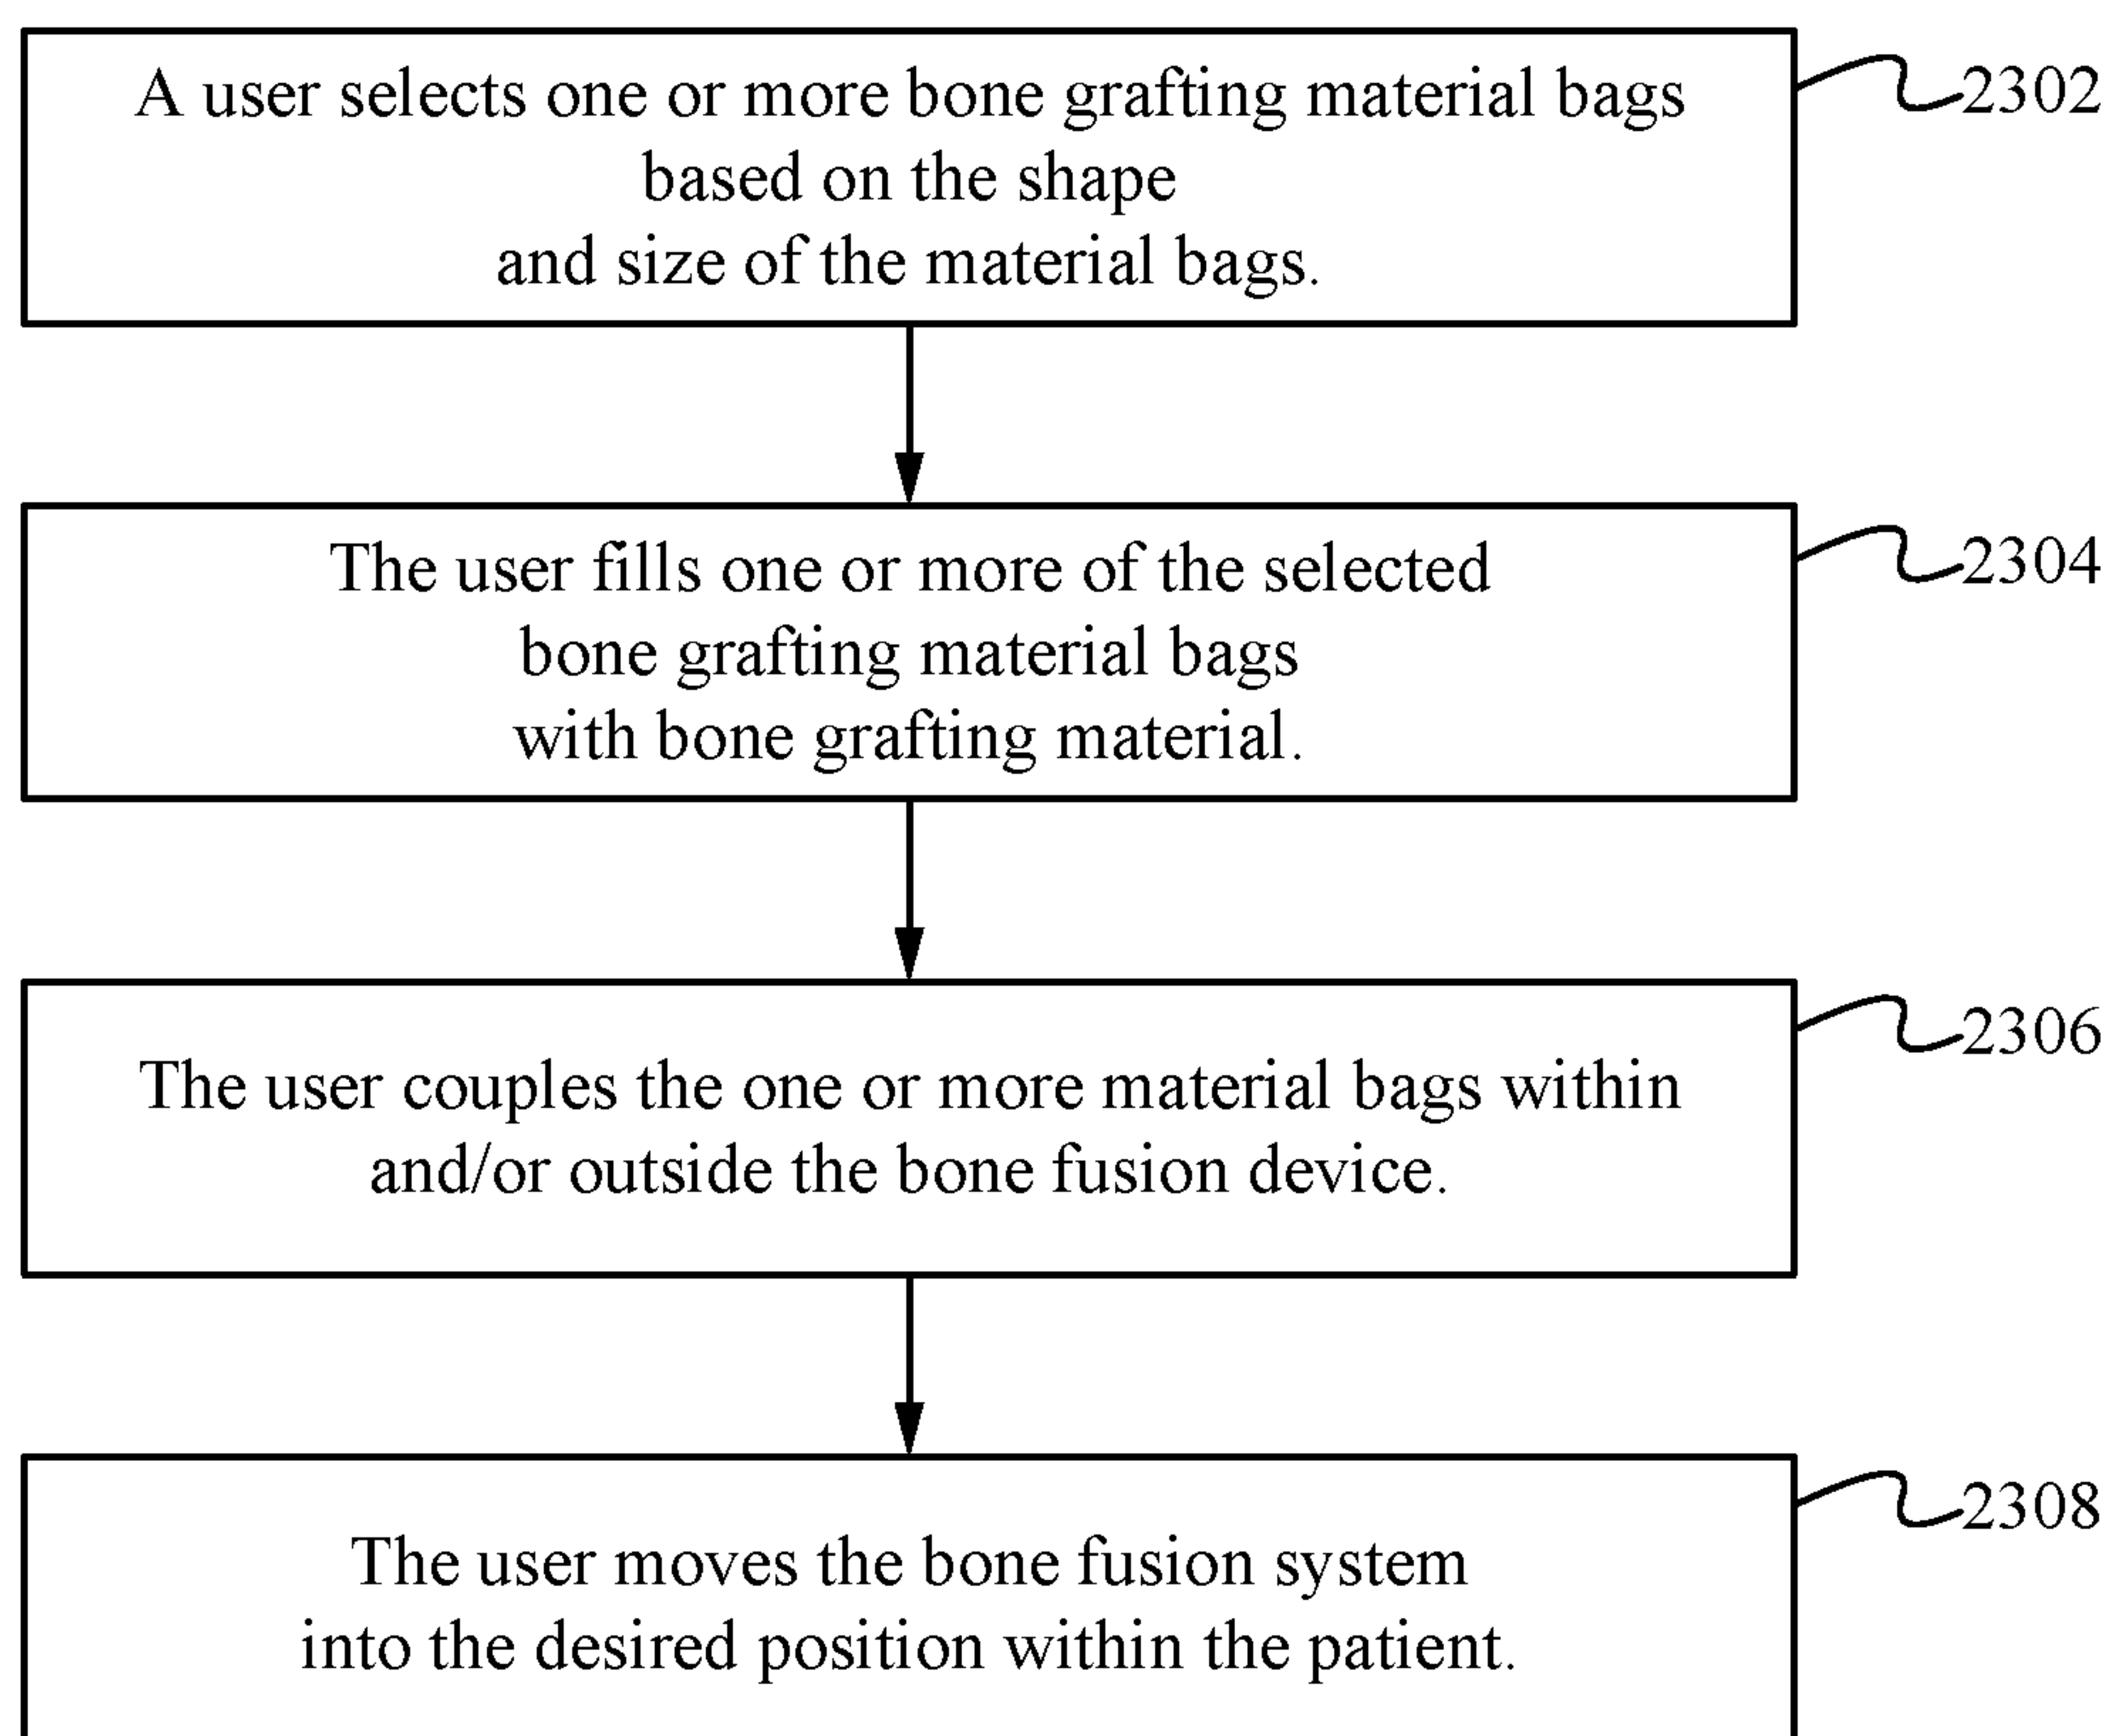 A user selects one or more bone grafting material bags
based on the shape
and size of the material bags.
2302
The user fills one or more of the selected
bone grafting material bags
with bone grafting material.
2304
The user couples the one or more material bags within
and/or outside the bone fusion device.
2306
The user moves the bone fusion system
into the desired position within the patient.
2308